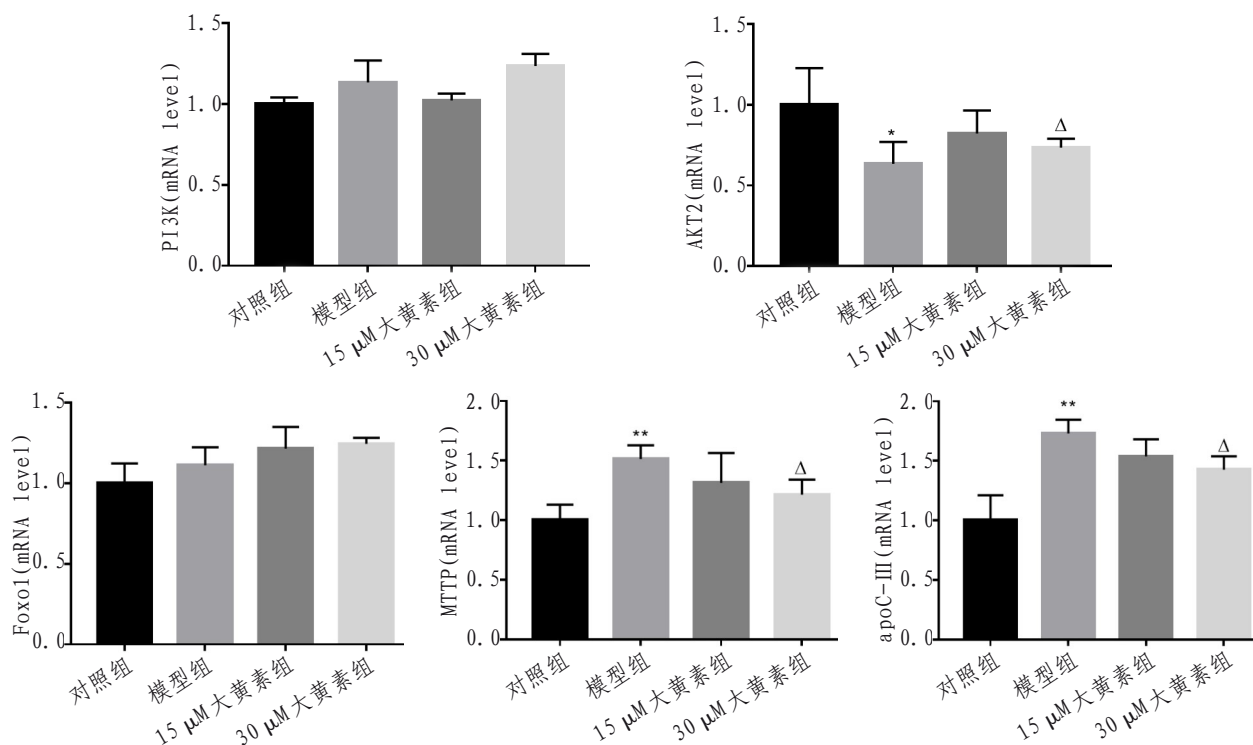 PI3K(mRNA level)
1.5
1.0
0.5
0.0
对照组
模型组
15 μM大黄素组
30 μM大黄素组
AKT2(mRNA level)
1.5
1.0
0.5
0.0
*
Δ
对照组
模型组
15 μM大黄素组
30 μM大黄素组
Foxo1(mRNA level)
1.5
1.0
0.5
0.0
对照组
模型组
15 μM大黄素组
30 μM大黄素组
MTTP(mRNA level)
2.0
1.5
1.0
0.5
0.0
**
Δ
对照组
模型组
15 μM大黄素组
30 μM大黄素组
apoC-III(mRNA level)
2.0
1.5
1.0
0.5
0.0
**
Δ
对照组
模型组
15 μM大黄素组
30 μM大黄素组